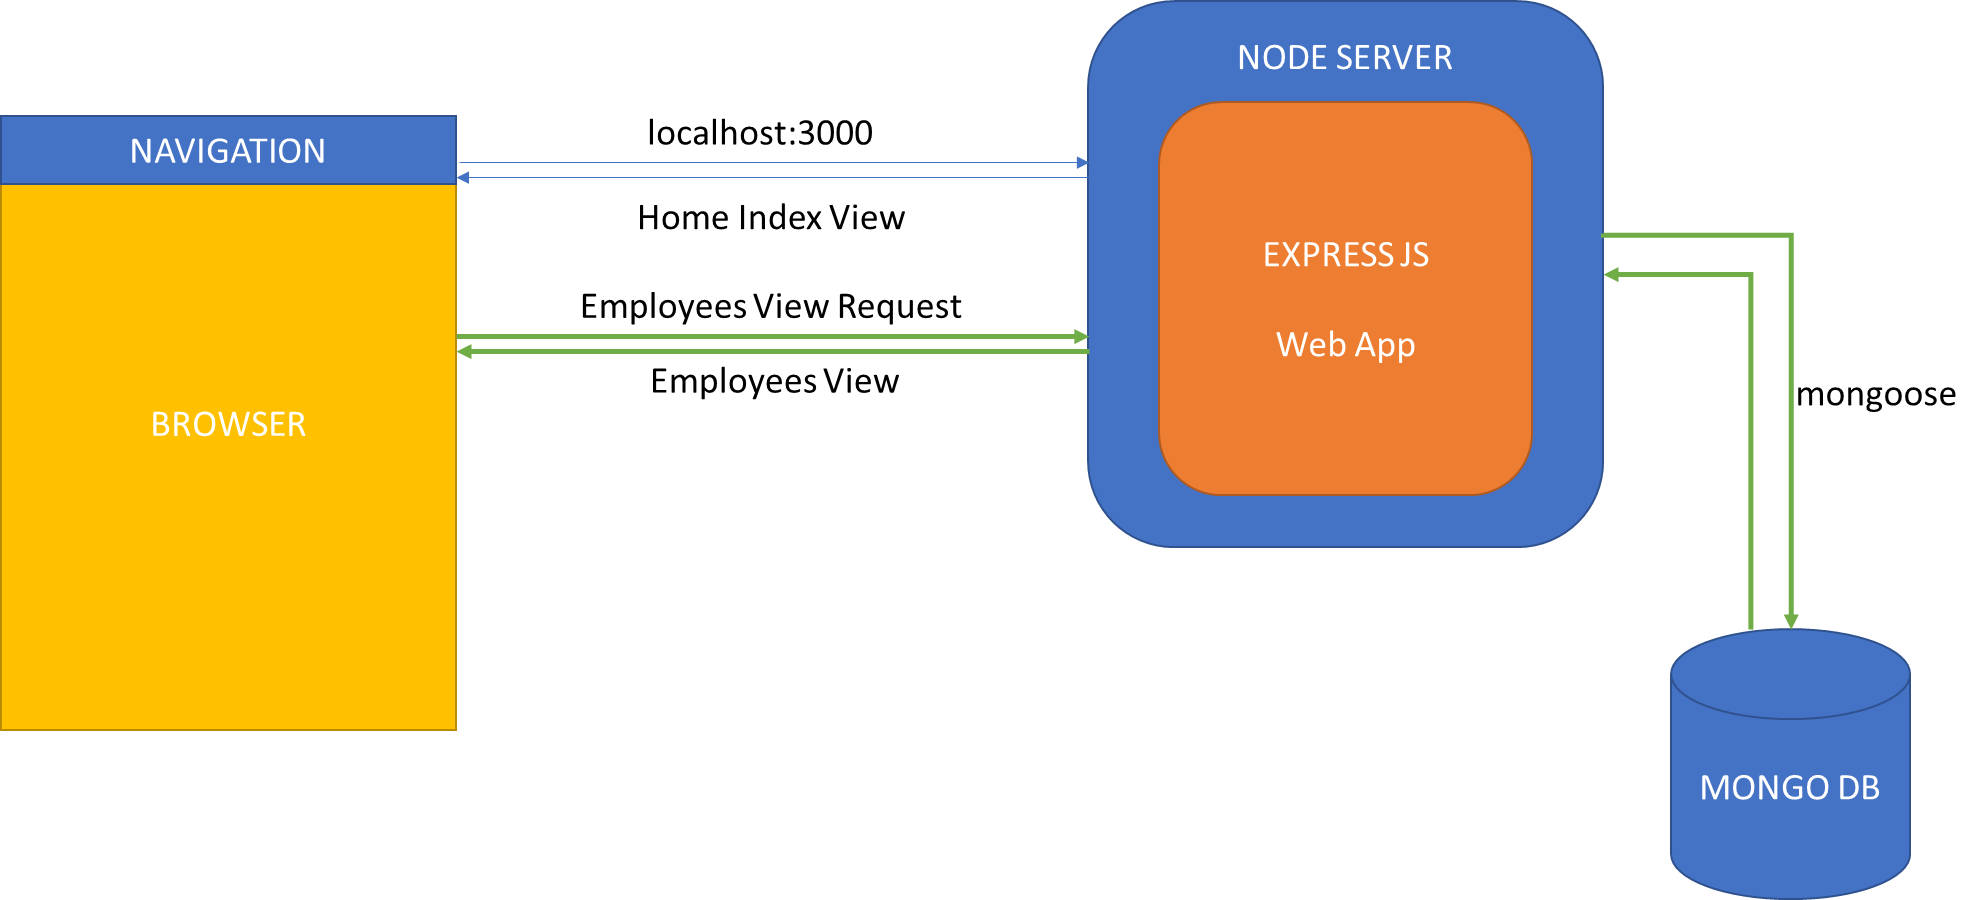 NODE SERVER
localhost:3000
NAVIGATION
Home Index View
EXPRESS JS
Employees View Request
Web App
Employees View
mongoose
BROWSER
MONGO DB